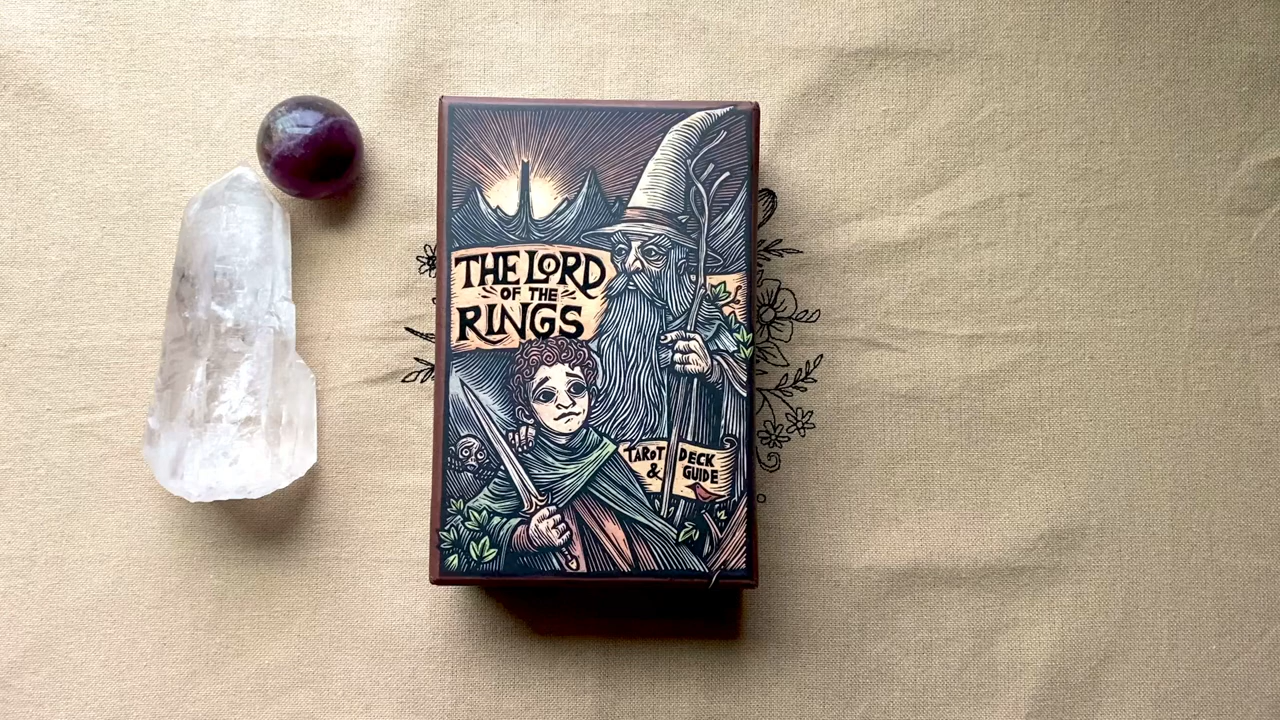 THE LORD
OF THE
RINGS
TAROT DECK
& GUIDE